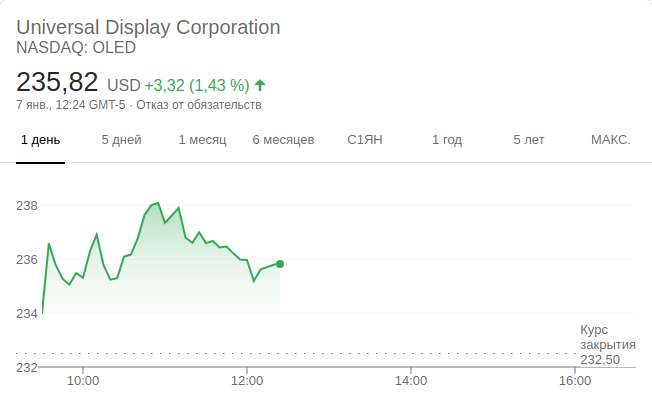 Universal Display Corporation
NASDAQ: OLED
235,82 USD +3,32 (1,43 %)
7 янв., 12:24 GMT-5 · Отказ от обязательств
1 день 5 дней 1 месяц 6 месяцев С1ЯН 1 год 5 лет МАКС.
238
236
234
Курс
закрытия
232,50
232
10:00 12:00 14:00 16:00